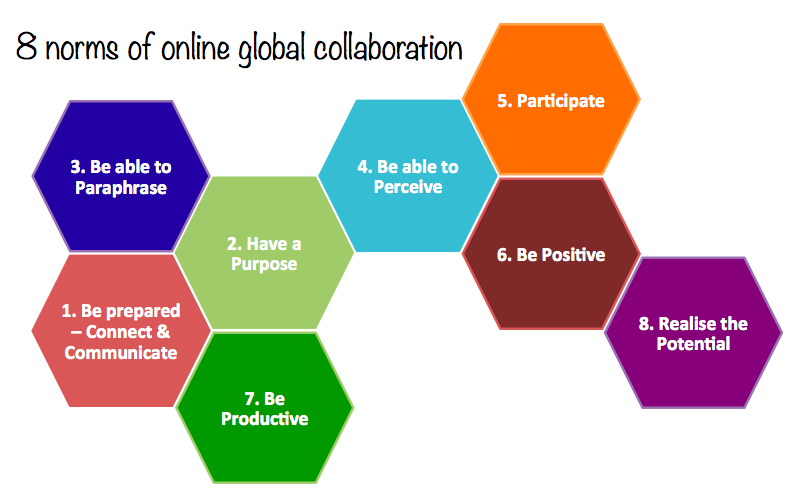 8 norms of online global collaboration
1. Be prepared
– Connect &
Communicate
2. Have a
Purpose
3. Be able to
Paraphrase
4. Be able to
Perceive
5. Participate
6. Be Positive
7. Be
Productive
8. Realise the
Potential